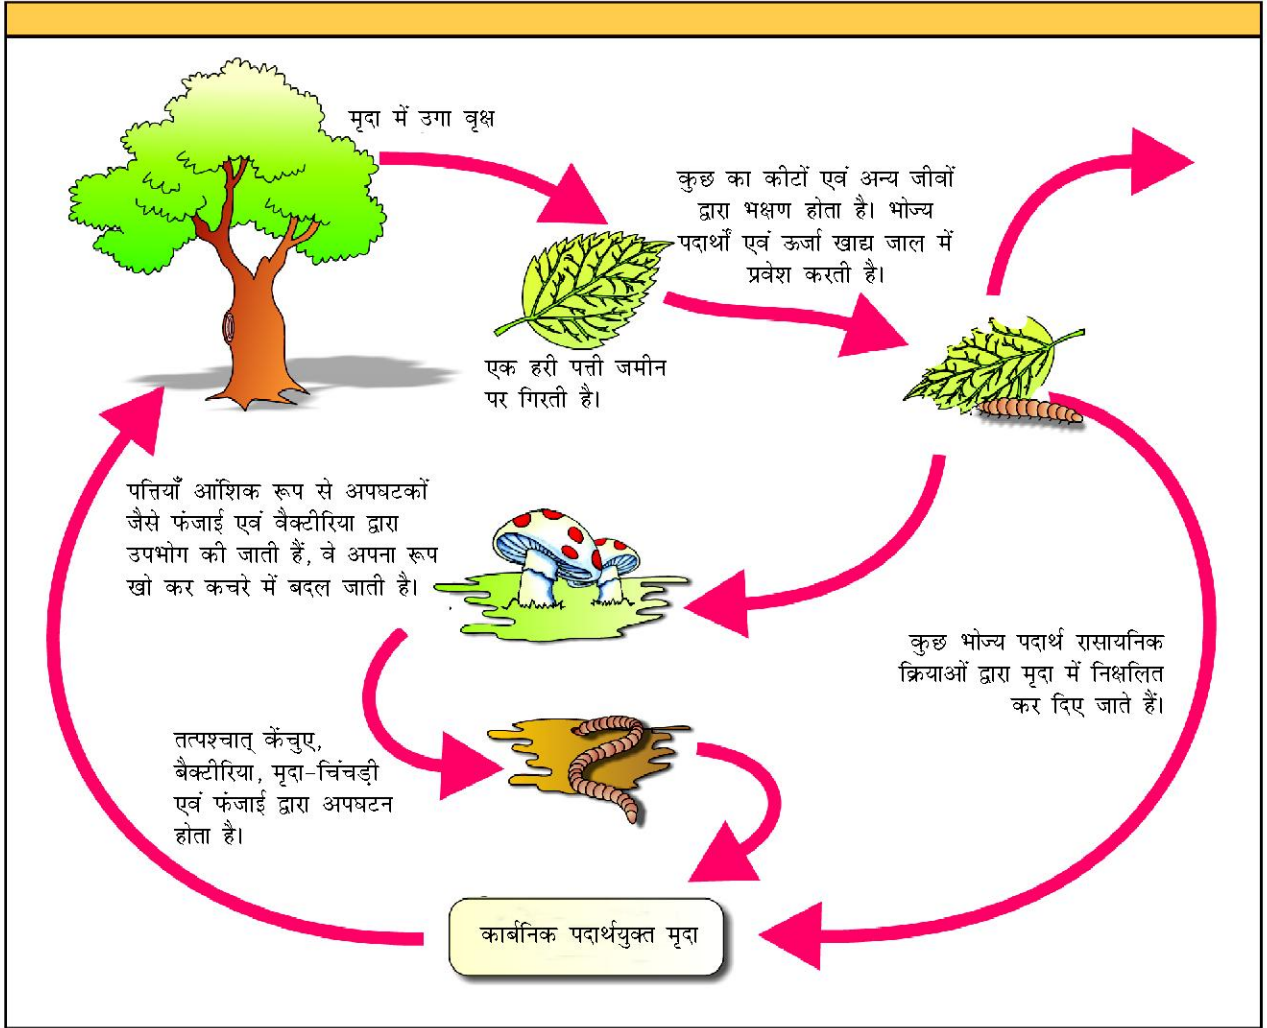 मृदा में उगा वृक्ष
कुछ का कीटों एवं अन्य जीवों
द्वारा भक्षण होता है। भोज्य
पदार्थों एवं ऊर्जा खाद्य जाल में
प्रवेश करती है।
एक हरी पत्ती जमीन
पर गिरती है।
पत्तियाँ आंशिक रूप से अपघटकों
जैसे फंजाई एवं वैक्टीरिया द्वारा
उपभोग की जाती हैं, वे अपना रूप
खो कर कचरे में बदल जाती है।
कुछ भोज्य पदार्थ रासायनिक
क्रियाओं द्वारा मृदा में निक्षलित
कर दिए जाते हैं।
तत्पश्चात् केंचुए,
बैक्टीरिया, मृदा-चिंचड़ी
एवं फंजाई द्वारा अपघटन
होता है।
कार्बनिक पदार्थयुक्त मृदा